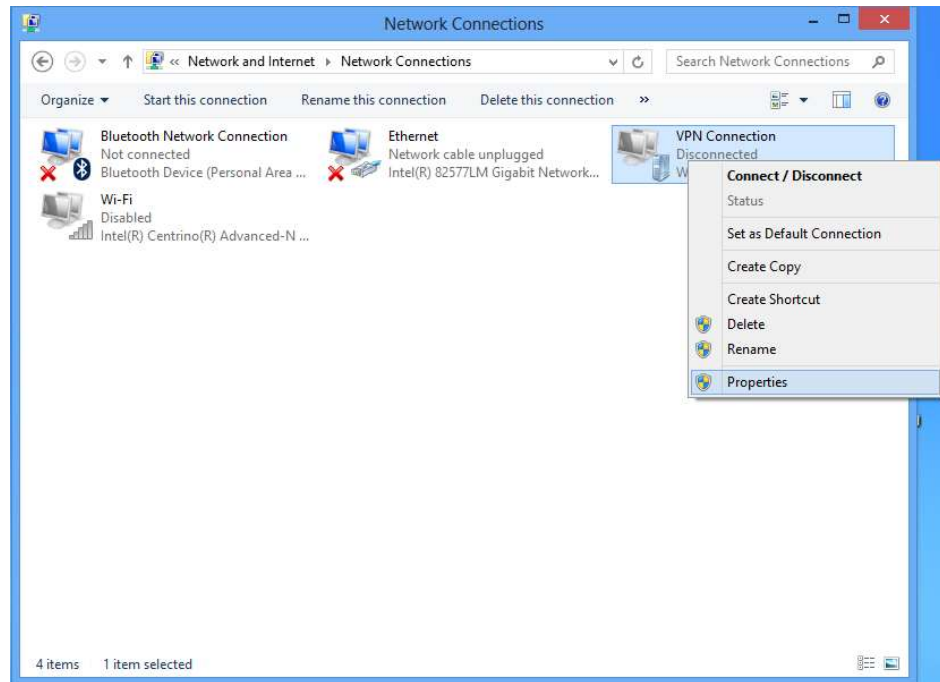 Network Connections
« Network and Internet ▸ Network Connections
Search Network Connections
Organize
Start this connection
Rename this connection
Delete this connection
»
Bluetooth Network Connection
Not connected
Bluetooth Device (Personal Area ...
Ethernet
Network cable unplugged
Intel(R) 82577LM Gigabit Network...
VPN Connection
Disconnected
Wi-Fi
Disabled
Intel(R) Centrino(R) Advanced-N ...
Connect / Disconnect
Status
Set as Default Connection
Create Copy
Create Shortcut
Delete
Rename
Properties
4 items
1 item selected